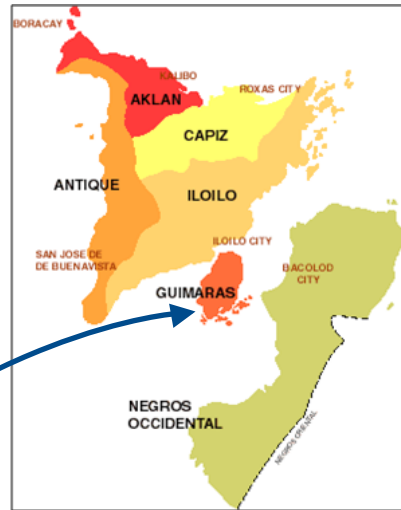 BORACAY
KALIBO
AKLAN
ROXAS CITY
CAPIZ
ANTIQUE
ILOILO
SAN JOSE DE
DE BUENAVISTA
ILOILO CITY
BACOLOD
CITY
GUIMARAS
NEGROS
OCCIDENTAL
NEGROS ORIENTAL